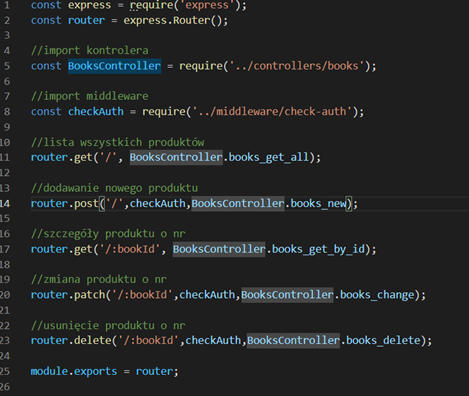 1 const express = require('express');
2 const router = express.Router();
3
4 //import kontrolera
5 const BooksController = require('../controllers/books');
6
7 //import middleware
8 const checkAuth = require('../middleware/check-auth');
9
10 //lista wszystkich produktów
11 router.get('/', BooksController.books_get_all);
12
13 //dodawanie nowego produktu
14 router.post('/',checkAuth,BooksController.books_new);
15
16 //szczegóły produktu o nr
17 router.get('/:bookId', BooksController.books_get_by_id);
18
19 //zmiana produktu o nr
20 router.patch('/:bookId',checkAuth,BooksController.books_change);
21
22 //usunięcie produktu o nr
23 router.delete('/:bookId',checkAuth,BooksController.books_delete);
24
25 module.exports = router;
26